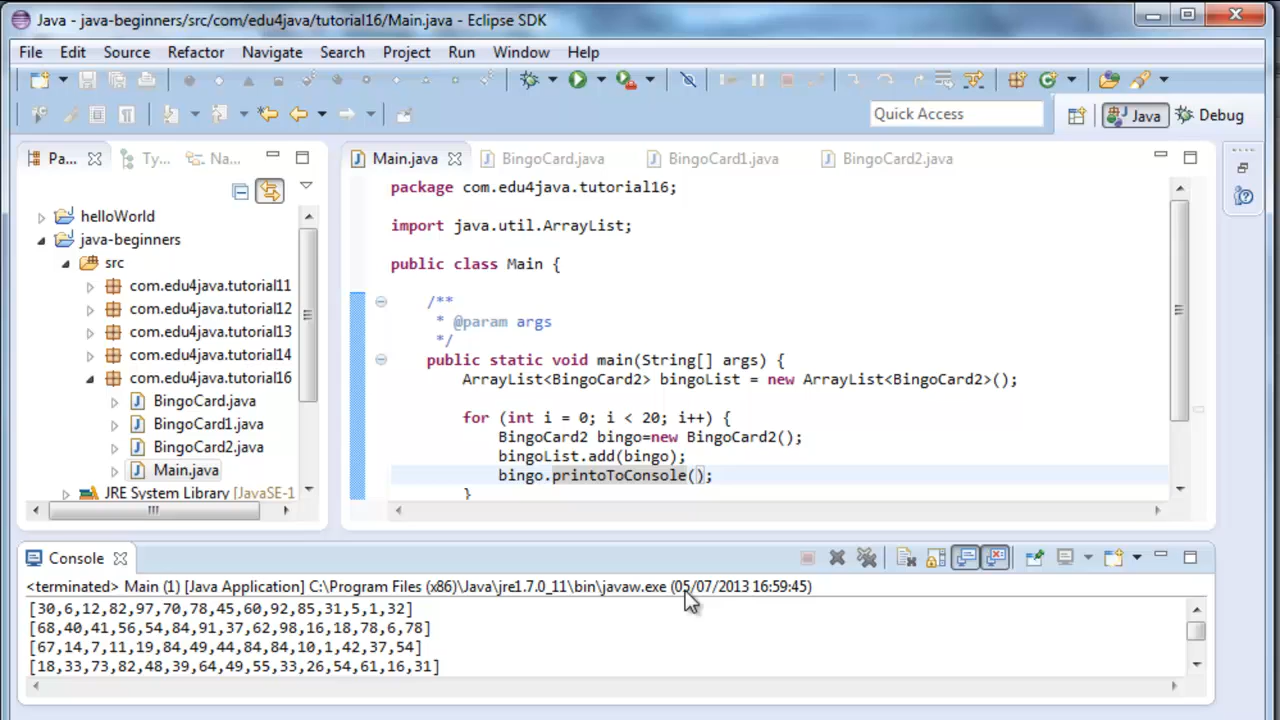 Java - java-beginners/src/com/edu4java/tutorial16/Main.java - Eclipse SDK
File Edit Source Refactor Navigate Search Project Run Window Help
Quick Access
Java
Debug
Pa...
Ty...
Na...
Main.java
BingoCard.java
BingoCard1.java
BingoCard2.java
helloWorld
java-beginners
src
com.edu4java.tutorial11
com.edu4java.tutorial12
com.edu4java.tutorial13
com.edu4java.tutorial14
com.edu4java.tutorial16
BingoCard.java
BingoCard1.java
BingoCard2.java
Main.java
JRE System Library [JavaSE-1
package com.edu4java.tutorial16;
import java.util.ArrayList;
public class Main {
/**
* @param args
*/
public static void main(String[] args) {
ArrayList<BingoCard2> bingoList = new ArrayList<BingoCard2>();
for (int i = 0; i < 20; i++) {
BingoCard2 bingo=new BingoCard2();
bingoList.add(bingo);
bingo.printoToConsole();
}
Console
<terminated> Main (1) [Java Application] C:\Program Files (x86)\Java\jre1.7.0_11\bin\javaw.exe (05/07/2013 16:59:45)
[30,6,12,82,97,70,78,45,60,92,85,31,5,1,32]
[68,40,41,56,54,84,91,37,62,98,16,18,78,6,78]
[67,14,7,11,19,84,49,44,84,84,10,1,42,37,54]
[18,33,73,82,48,39,64,49,55,33,26,54,61,16,31]